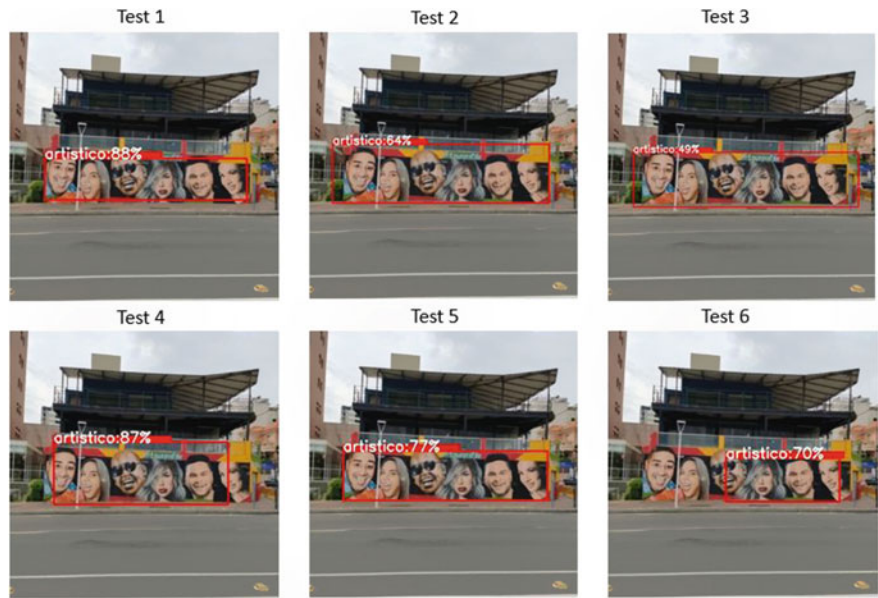 Test 1
Test 2
Test 3
artistico:88%
artistico:64%
artistico:49%
Test 4
Test 5
Test 6
artistico:87%
artistico:77%
artistico:70%